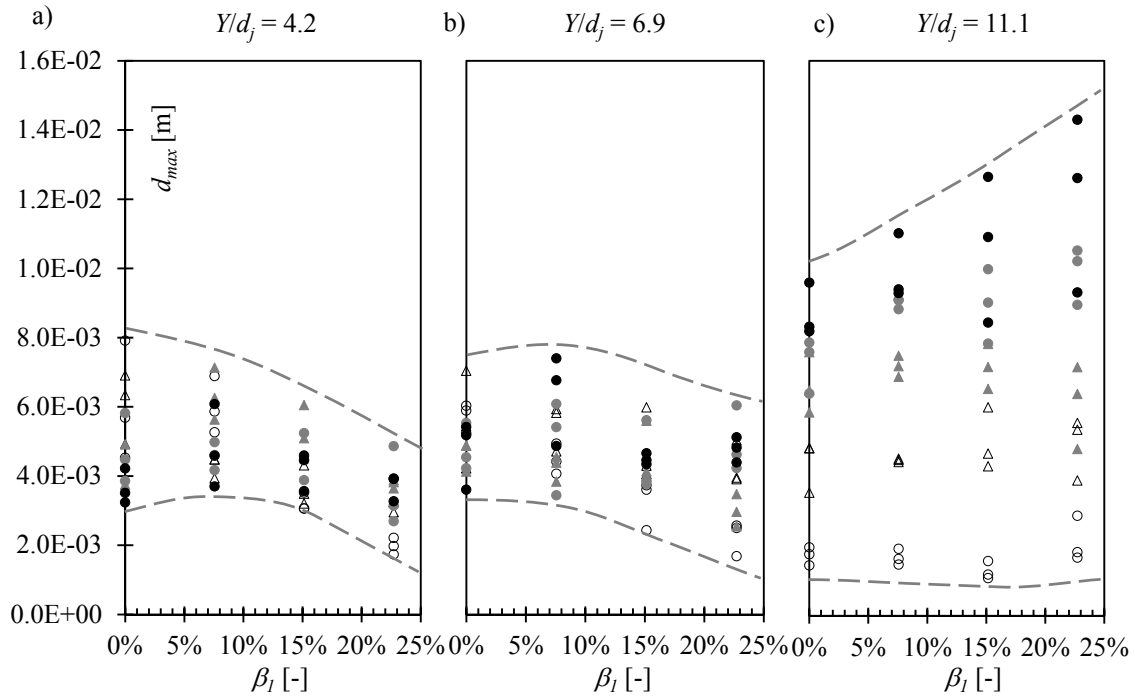 a) Y/dj = 4.2 b) Y/dj = 6.9 c) Y/dj = 11.1
1.6E-02
1.4E-02
1.2E-02
1.0E-02
8.0E-03
6.0E-03
4.0E-03
2.0E-03
0.0E+00
dmax [m]
0% 5% 10% 15% 20% 25% 0% 5% 10% 15% 20% 25% 0% 5% 10% 15% 20% 25%
β1 [-] β1 [-] β1 [-]